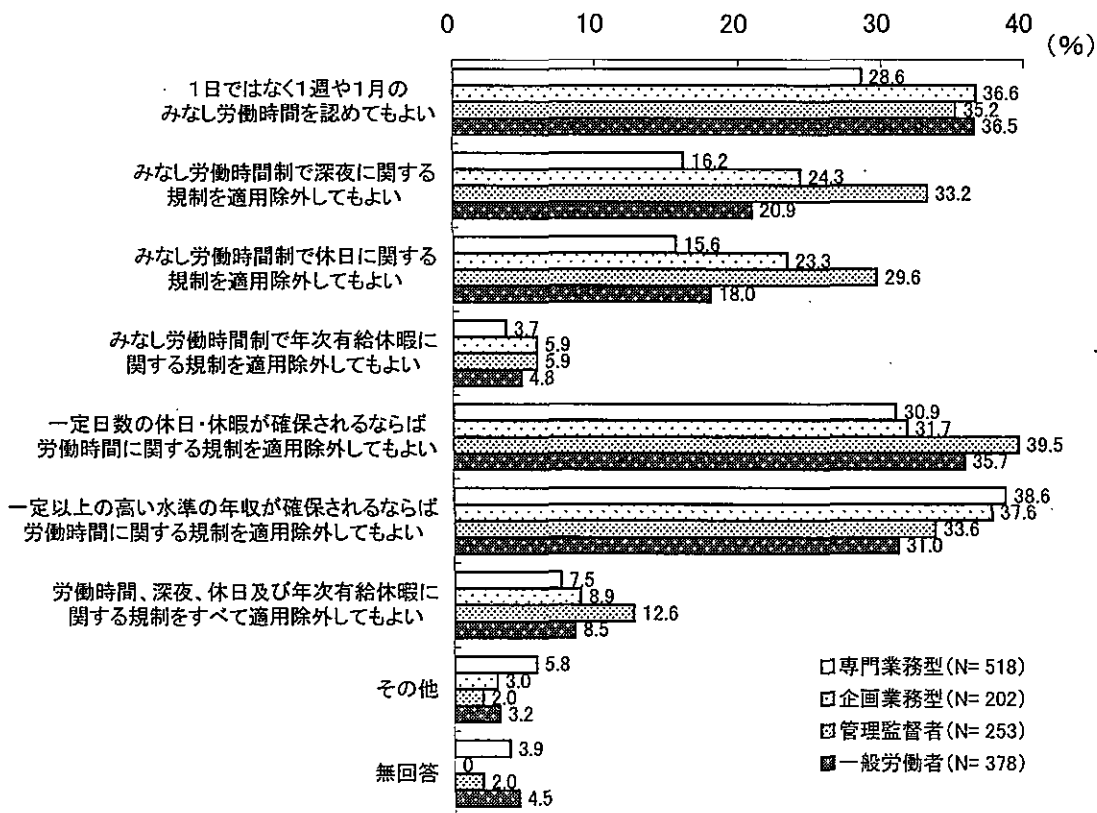 0 10 20 30 40
(%)
1日ではなく1週や1月の
みなし労働時間を認めてもよい
28.6
36.6
35.2
36.5
みなし労働時間制で深夜に関する
規制を適用除外してもよい
16.2
24.3
33.2
20.9
みなし労働時間制で休日に関する
規制を適用除外してもよい
15.6
23.3
29.6
18.0
みなし労働時間制で年次有給休暇に
関する規制を適用除外してもよい
3.7
5.9
5.9
4.8
一定日数の休日・休暇が確保されるならば
労働時間に関する規制を適用除外してもよい
30.9
31.7
39.5
35.7
一定以上の高い水準の年収が確保されるならば
労働時間に関する規制を適用除外してもよい
38.6
37.6
33.6
31.0
労働時間、深夜、休日及び年次有給休暇に
関する規制をすべて適用除外してもよい
7.5
8.9
12.6
8.5
その他
5.8
3.0
2.0
3.2
無回答
3.9
0
2.0
4.5
専門業務型(N= 518)
企画業務型(N= 202)
管理監督者(N= 253)
一般労働者(N= 378)